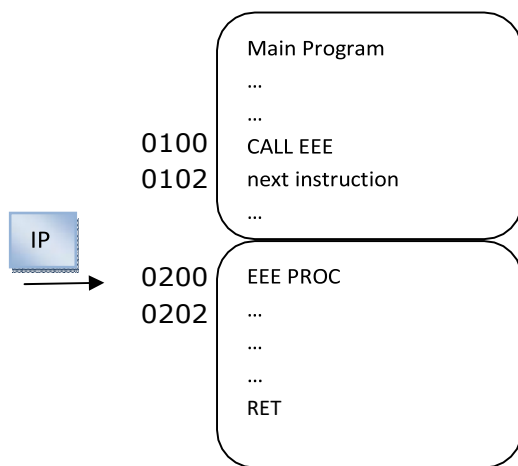 Main Program
...
...
0100 CALL EEE
0102 next instruction
...
IP
0200 EEE PROC
0202 ...
...
...
RET